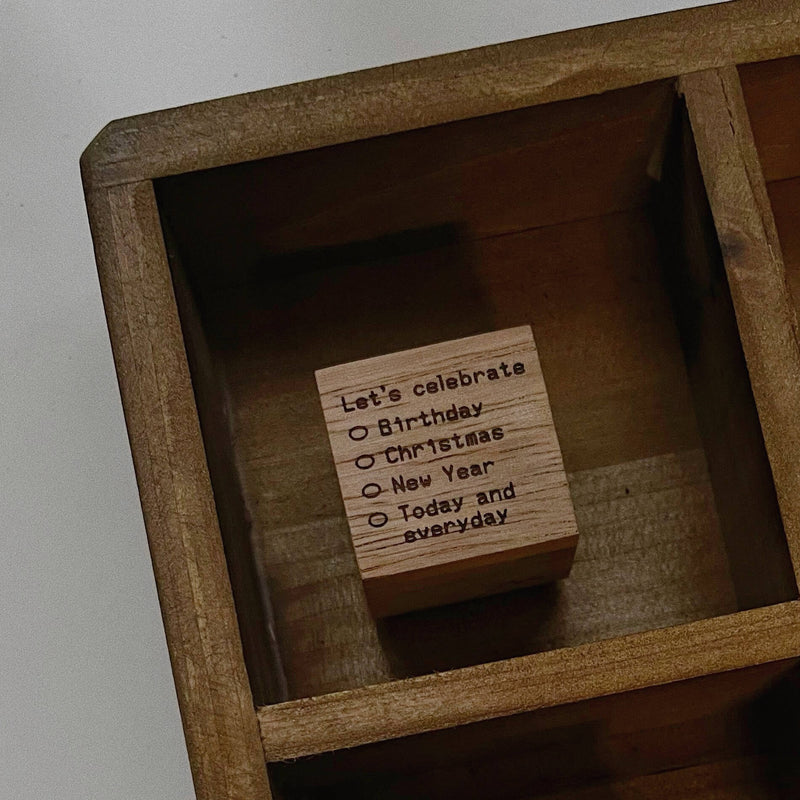 Let's celebrate
O Birthday
O Christmas
O New Year
O Today and
everyday